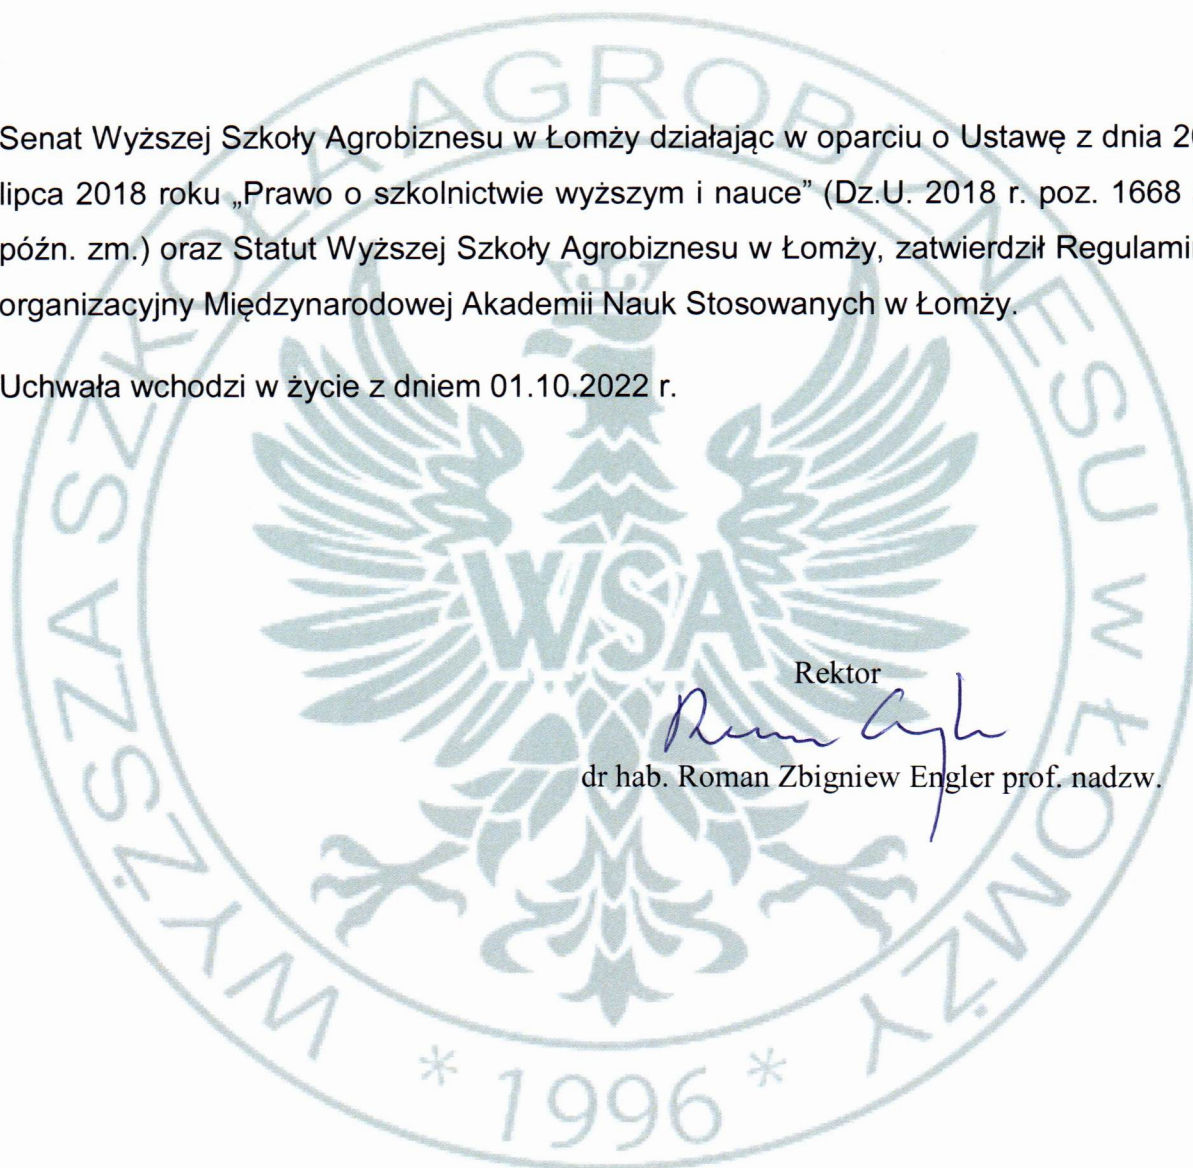 Senat Wyższej Szkoły Agrobiznesu w Łomży działając w oparciu o Ustawę z dnia 2
lipca 2018 roku „Prawo o szkolnictwie wyższym i nauce” (Dz.U. 2018 r. poz. 1668
późn. zm.) oraz Statut Wyższej Szkoły Agrobiznesu w Łomży, zatwierdził Regulami
organizacyjny Międzynarodowej Akademii Nauk Stosowanych w Łomży.
Uchwała wchodzi w życie z dniem 01.10.2022 r.
WYŻSZA SZKOŁA AGROBIZNESU W ŁOMŻY
WSA
Rektor
dr hab. Roman Zbigniew Engler prof. nadzw.
* 1996 *